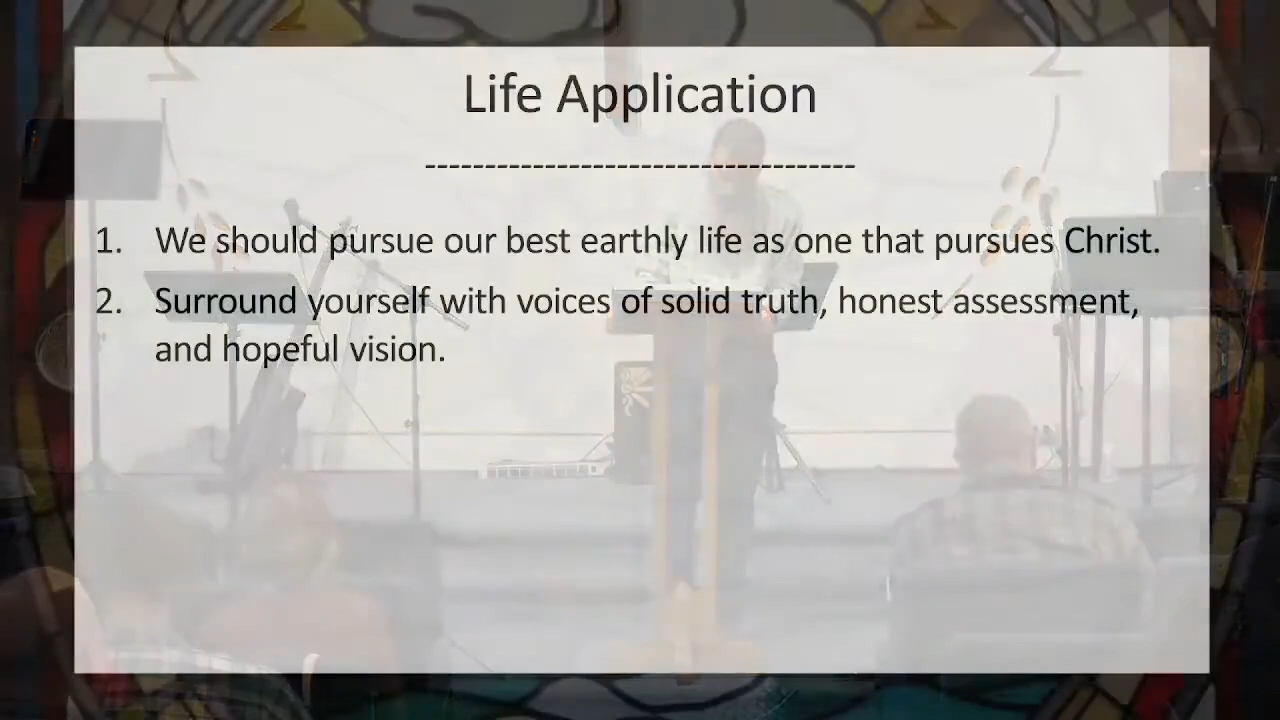 Life Application
------------------------------------
1. We should pursue our best earthly life as one that pursues Christ.
2. Surround yourself with voices of solid truth, honest assessment,
and hopeful vision.